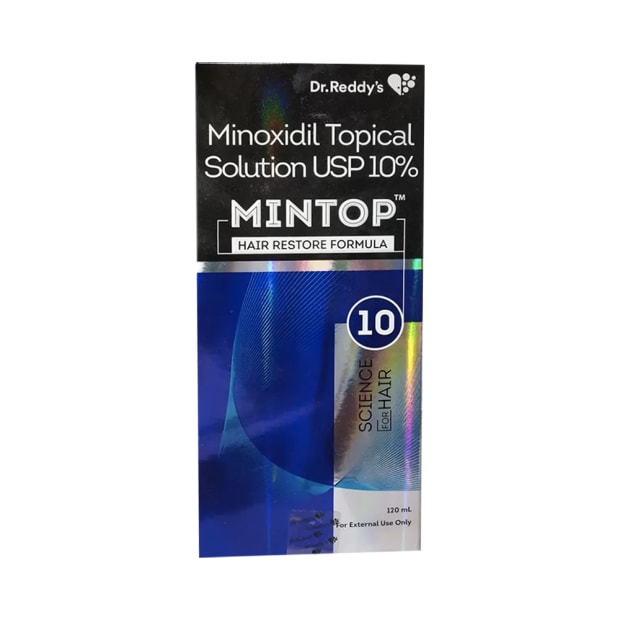 Dr.Reddy's
Minoxidil Topical
Solution USP 10%
MINTOP™
HAIR RESTORE FORMULA
10
SCIENCE
FOR HAIR
120 mL
For External Use Only